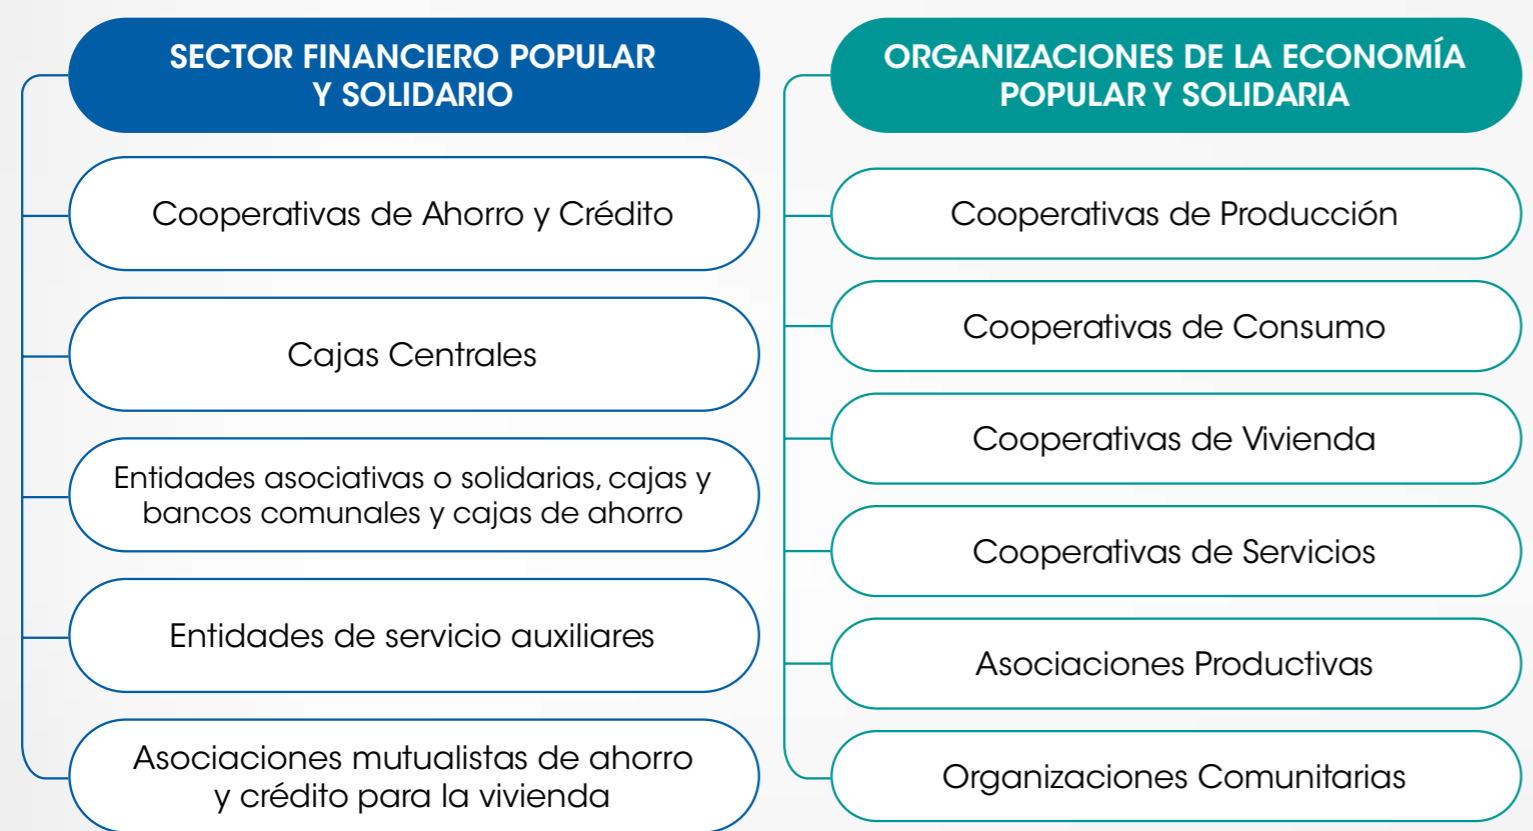 SECTOR FINANCIERO POPULAR
Y SOLIDARIO
Cooperativas de Ahorro y Crédito
Cajas Centrales
Entidades asociativas o solidarias, cajas y
bancos comunales y cajas de ahorro
Entidades de servicio auxiliares
Asociaciones mutualistas de ahorro
y crédito para la vivienda
ORGANIZACIONES DE LA ECONOMÍA
POPULAR Y SOLIDARIA
Cooperativas de Producción
Cooperativas de Consumo
Cooperativas de Vivienda
Cooperativas de Servicios
Asociaciones Productivas
Organizaciones Comunitarias